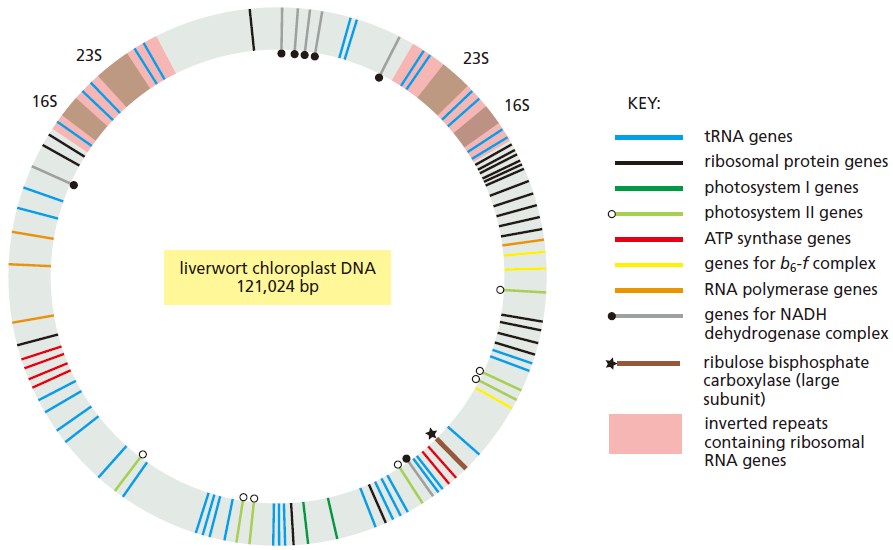 23S
16S
23S
16S
liverwort chloroplast DNA
121,024 bp
KEY:
tRNA genes
ribosomal protein genes
photosystem I genes
photosystem II genes
ATP synthase genes
genes for b6-f complex
RNA polymerase genes
genes for NADH
dehydrogenase complex
ribulose bisphosphate
carboxylase (large
subunit)
inverted repeats
containing ribosomal
RNA genes